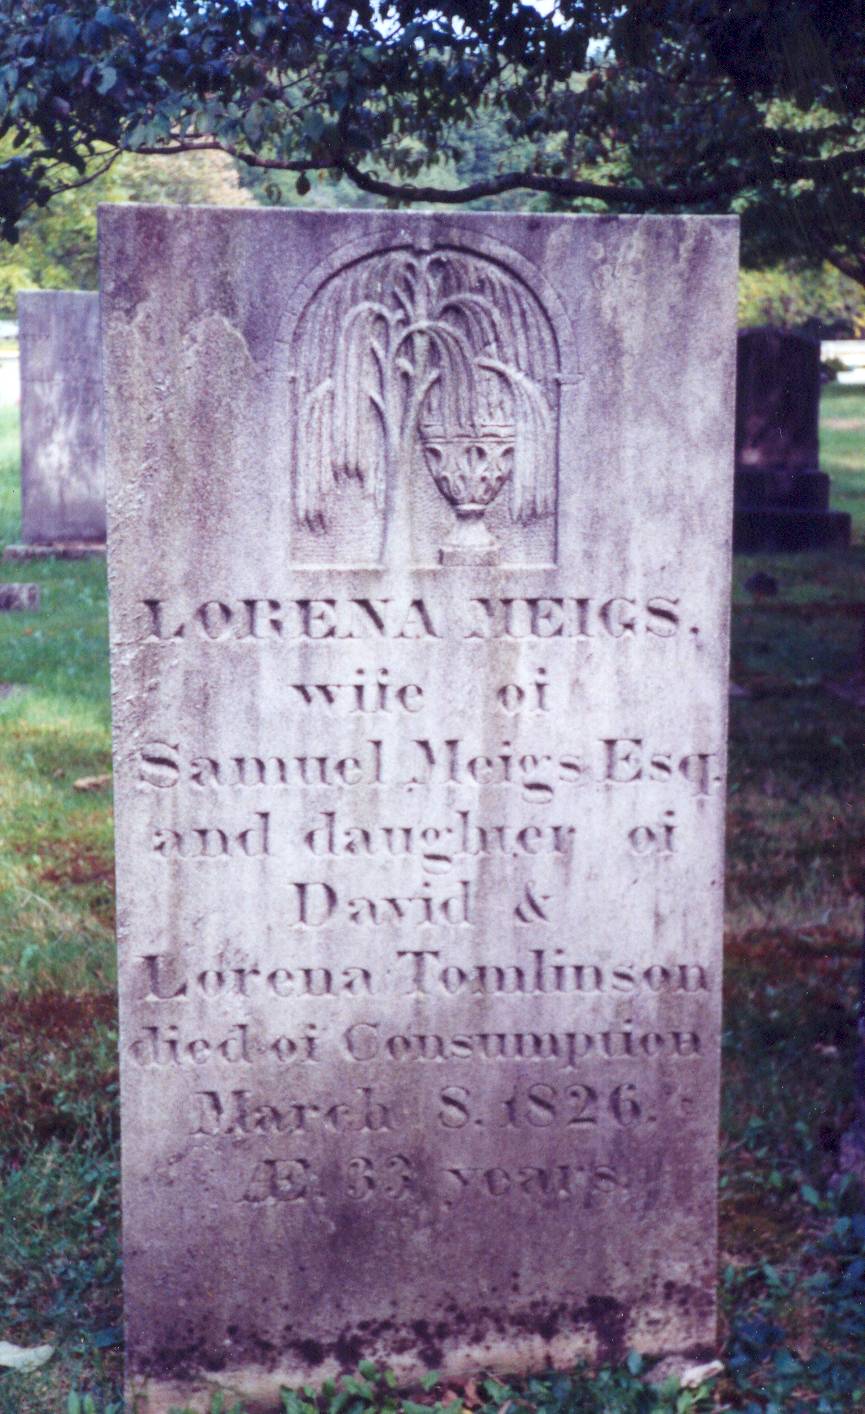 LORENA MEIGS.
wife of
Samuel Meigs Esq.
and daughter of
David &
Lorena Tomlinson
died of Consumption
March 8. 1826.
Æ. 33 years.